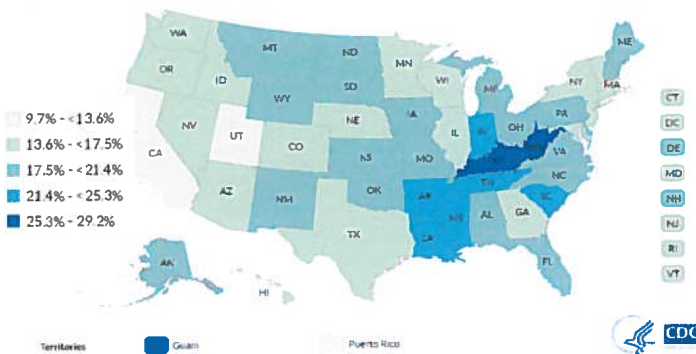 WA
MT
ND
ME
OR
ID
MN
SD
WI
NY
MA
WY
MI
CT
9.7% - <13.6%
NE
IA
PA
DC
13.6% - <17.5%
NV
UT
IL
OH
DE
17.5% - <21.4%
CA
CO
KS
MO
VA
MD
21.4% - <25.3%
NC
NH
25.3% - 29.2%
AZ
NM
OK
AR
SC
NJ
AL
GA
RI
TX
LA
VT
AK
FL
HI
CDC
Territories
Guam
Puerto Rico